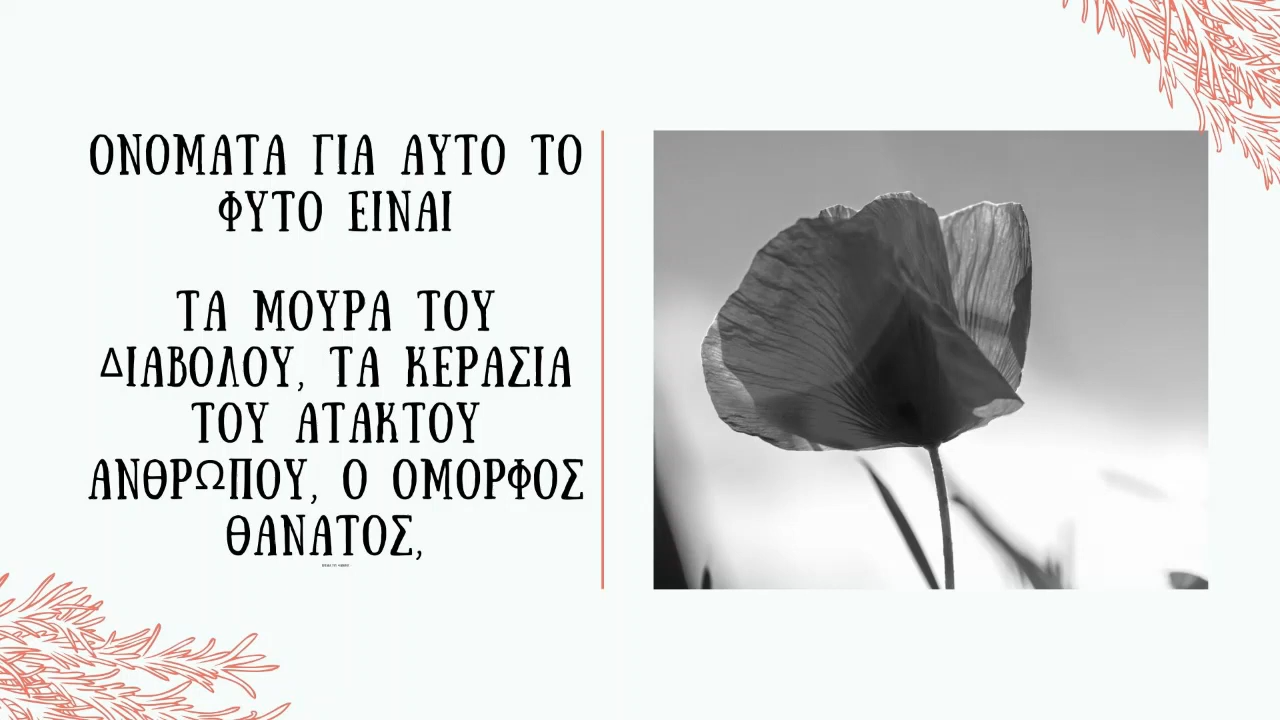 ΟΝΟΜΑΤΑ ΓΙΑ ΑΥΤΟ ΤΟ
ΦΥΤΟ ΕΙΝΑΙ
ΤΑ ΜΟΥΡΑ ΤΟΥ
ΔΙΑΒΟΛΟΥ, ΤΑ ΚΕΡΑΣΙΑ
ΤΟΥ ΑΤΑΚΤΟΥ
ΑΝΘΡΩΠΟΥ, Ο ΟΜΟΡΦΟΣ
ΘΑΝΑΤΟΣ,